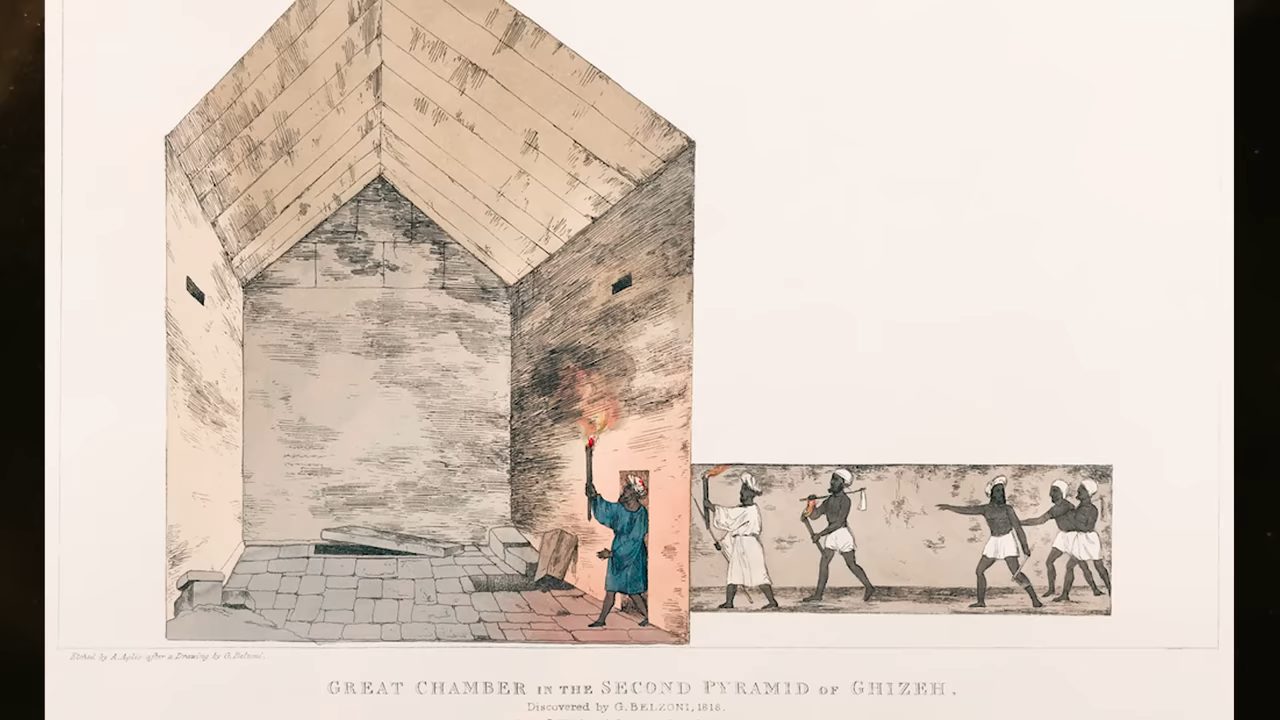 Etched by A. Aglio after a Drawing by G. Belzoni.
GREAT CHAMBER IN THE SECOND PYRAMID OF GHIZEH.
Discovered by G. BELZONI, 1818.